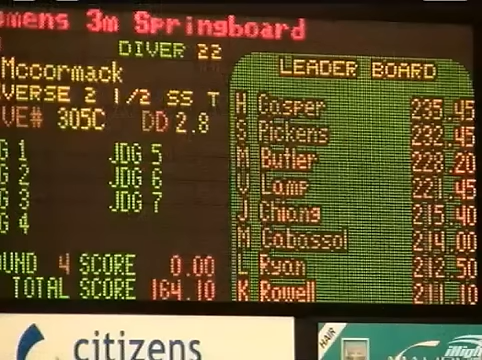 omens 3m Springboard
DIVER 22
Mccormack
VERSE 2 1/2 SS T
VE# 305C DD 2.8
G 1 JDG 5
G 2 JDG 6
G 3 JDG 7
G 4
UND 4 SCORE 0.00
TOTAL SCORE 164.10
LEADER BOARD
H Casper 235.45
S Pickens 232.45
M Butler 228.20
V Lamp 221.45
J Chiang 215.40
M Cabassol 214.00
L Ryan 212.50
K Rowell 211.10
citizens
HAIR